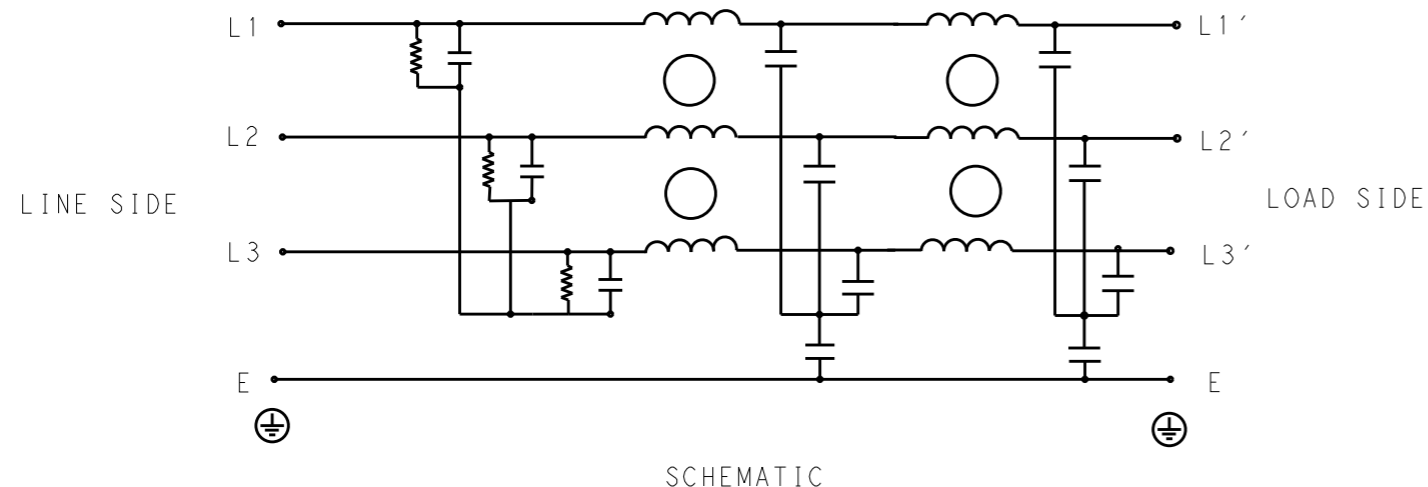 L1 L1′
L2 L2′
LINE SIDE LOAD SIDE
L3 L3′
E E
SCHEMATIC